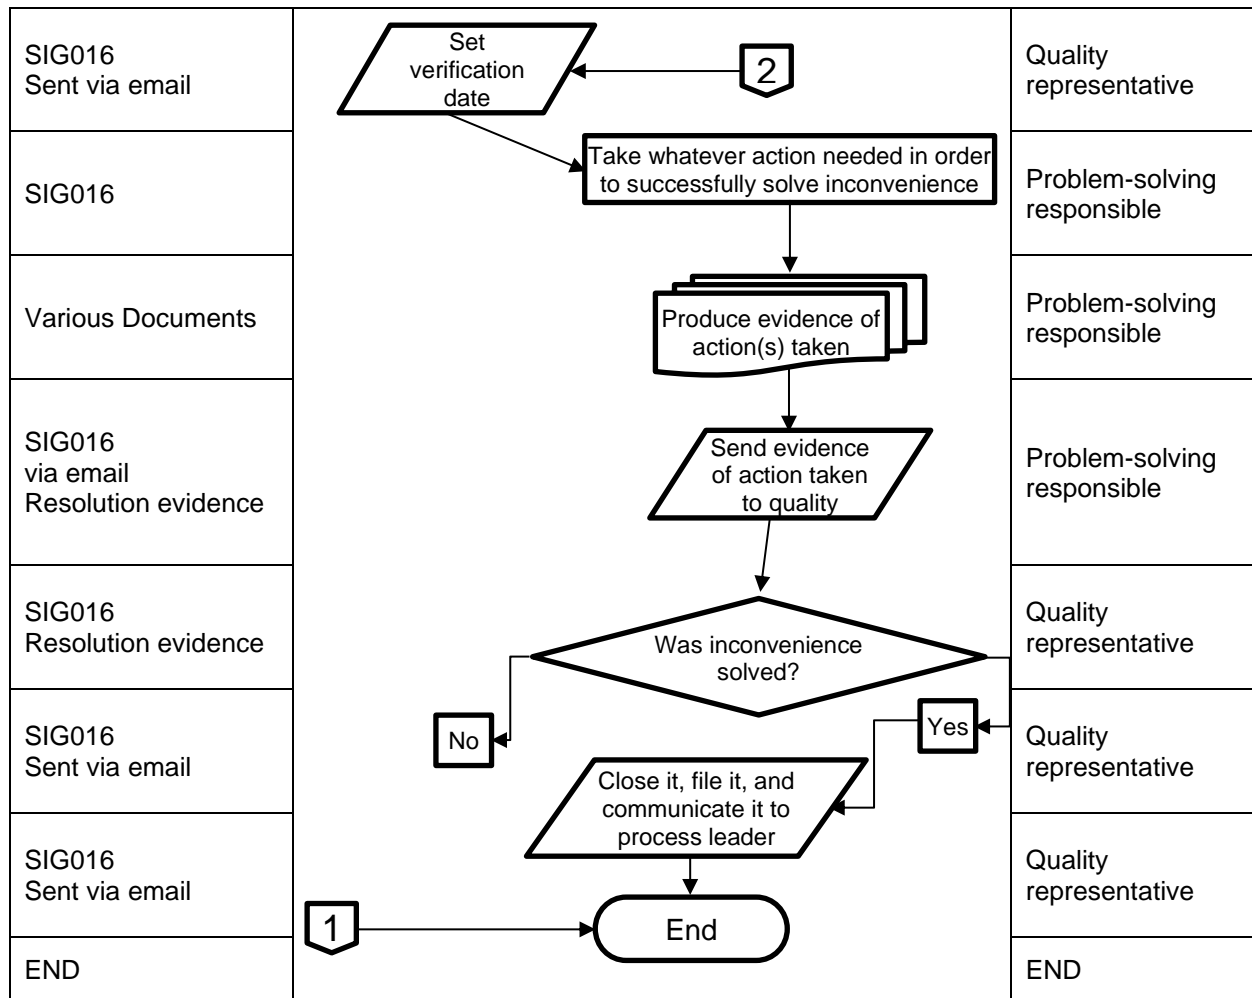 SIG016
Sent via email
Set
verification
date
2
Quality
representative
SIG016
Take whatever action needed in order
to successfully solve inconvenience
Problem-solving
responsible
Various Documents
Produce evidence of
action(s) taken
Problem-solving
responsible
SIG016
via email
Resolution evidence
Send evidence
of action taken
to quality
Problem-solving
responsible
SIG016
Resolution evidence
Was inconvenience
solved?
Quality
representative
SIG016
Sent via email
No
Yes
Quality
representative
Close it, file it, and
communicate it to
process leader
SIG016
Sent via email
Quality
representative
1
End
END
END